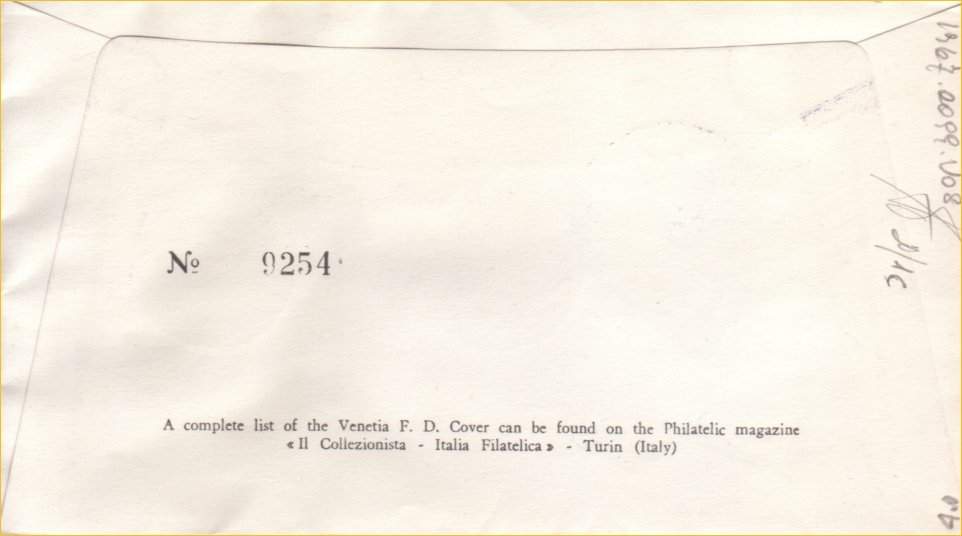 № 9254
A complete list of the Venetia F. D. Cover can be found on the Philatelic magazine
« Il Collezionista - Italia Filatelica » - Turin (Italy)